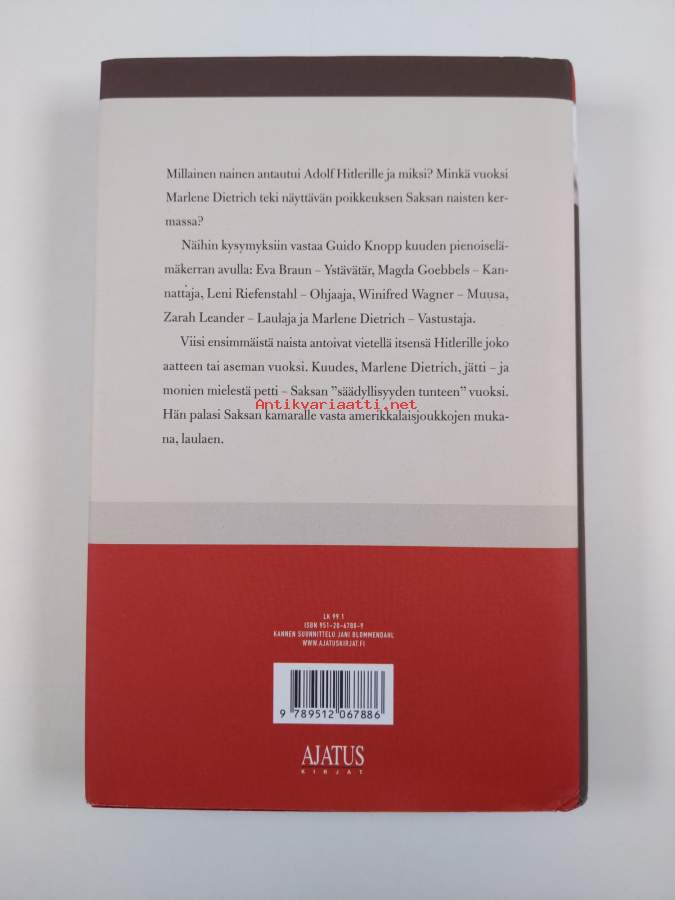 Millainen nainen antautui Adolf Hitlerille ja miksi? Minkä vuoksi
Marlene Dietrich teki näyttävän poikkeuksen Saksan naisten ker-
massa?
Näihin kysymyksiin vastaa Guido Knopp kuuden pienoiselä-
mäkerran avulla: Eva Braun – Ystävätär, Magda Goebbels – Kan-
nattaja, Leni Riefenstahl – Ohjaaja, Winifred Wagner – Muusa,
Zarah Leander – Laulaja ja Marlene Dietrich – Vastustaja.
Viisi ensimmäistä naista antoivat vietellä itsensä Hitlerille joko
aatteen tai aseman vuoksi. Kuudes, Marlene Dietrich, jätti – ja
monien mielestä petti – Saksan ”säädyllisyyden tunteen” vuoksi.
Antikvariaatti.net
Hän palasi Saksan kamaralle vasta amerikkalaisjoukkojen muka-
na, laulaen.
LK 99.1
ISBN 951-20-6788-9
KANNEN SUUNNITTELU JANI BLOMMENDAHL
WWW.AJATUSKIRJAT.FI
9 789512 067886
AJATUS
KIRJAT